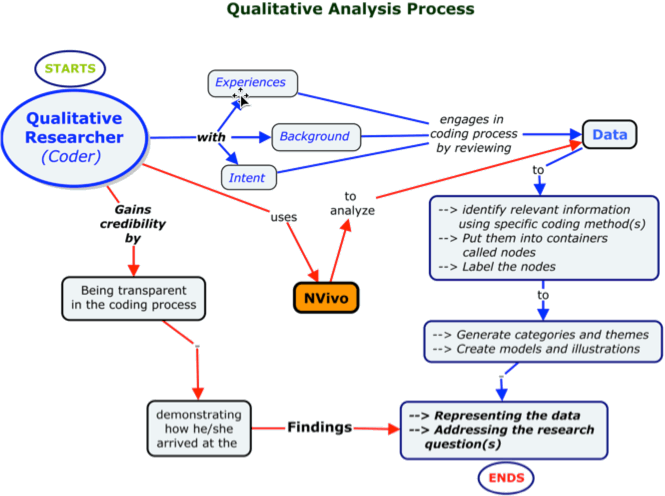 Qualitative Analysis Process
STARTS
Qualitative
Researcher
(Coder)
with
Experiences
Background
Intent
engages in
coding process
by reviewing
Data
to
--> identify relevant information
using specific coding method(s)
--> Put them into containers
called nodes
--> Label the nodes
to
--> Generate categories and themes
--> Create models and illustrations
--> Representing the data
--> Addressing the research
question(s)
ENDS
uses
NVivo
to
analyze
Gains
credibility
by
Being transparent
in the coding process
demonstrating
how he/she
arrived at the
Findings